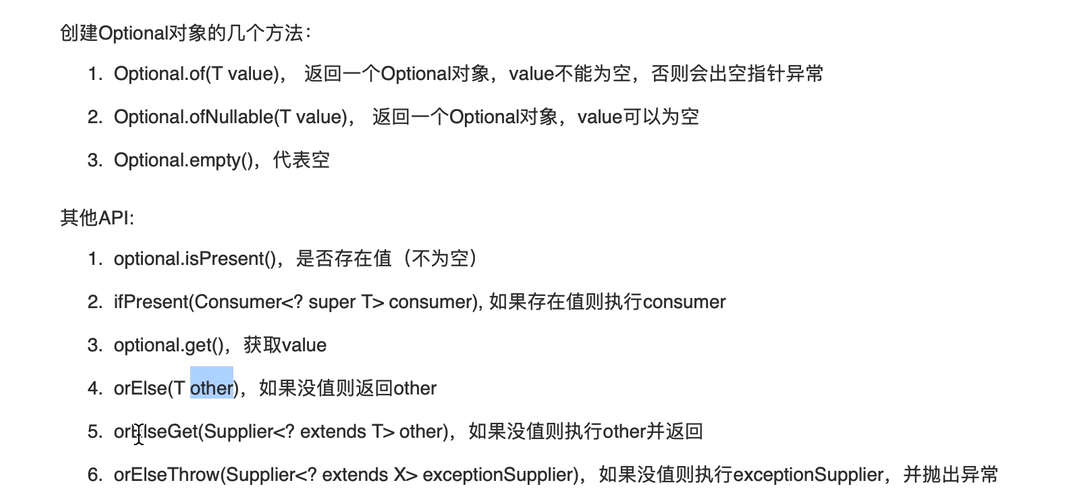 创建Optional对象的几个方法：
1. Optional.of(T value)， 返回一个Optional对象，value不能为空，否则会出空指针异常
2. Optional.ofNullable(T value)， 返回一个Optional对象，value可以为空
3. Optional.empty()，代表空
其他API:
1. optional.isPresent()，是否存在值（不为空）
2. ifPresent(Consumer<? super T> consumer), 如果存在值则执行consumer
3. optional.get()，获取value
4. orElse(T other)，如果没值则返回other
5. orElseGet(Supplier<? extends T> other)，如果没值则执行other并返回
6. orElseThrow(Supplier<? extends X> exceptionSupplier)，如果没值则执行exceptionSupplier，并抛出异常